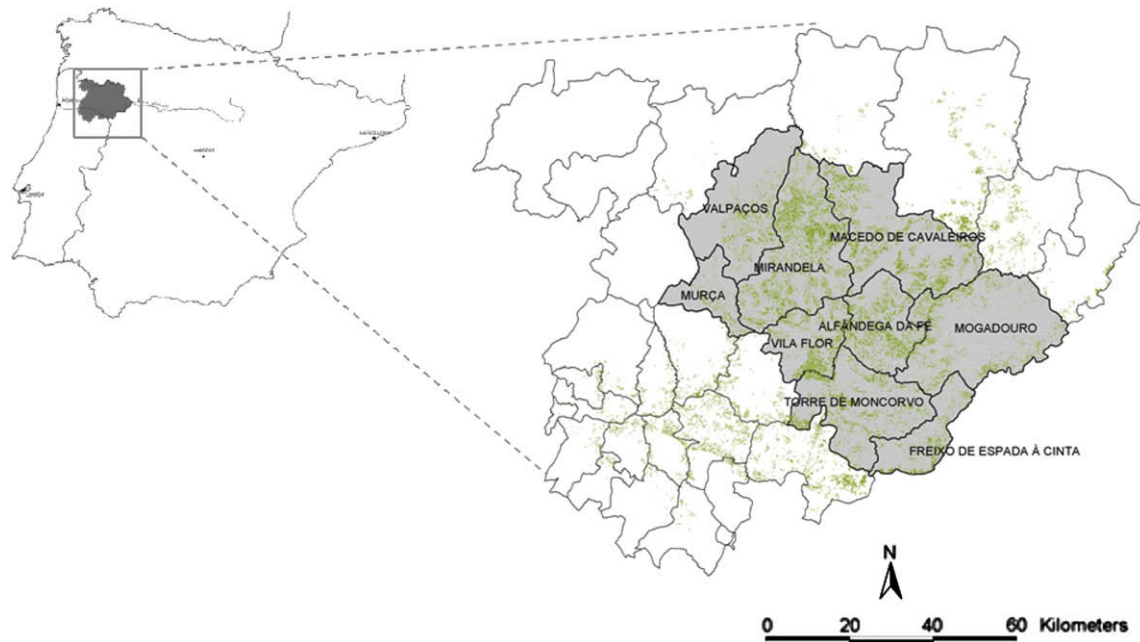 VALPAÇOS
MACEDO DE CAVALEIROS
MIRANDELA
MURÇA
ALFÂNDEGA DA FÉ
MOGADOURO
VILA FLOR
TORRE DE MONCORVO
FREIXO DE ESPADA À CINTA
N
0 20 40 60 Kilometers